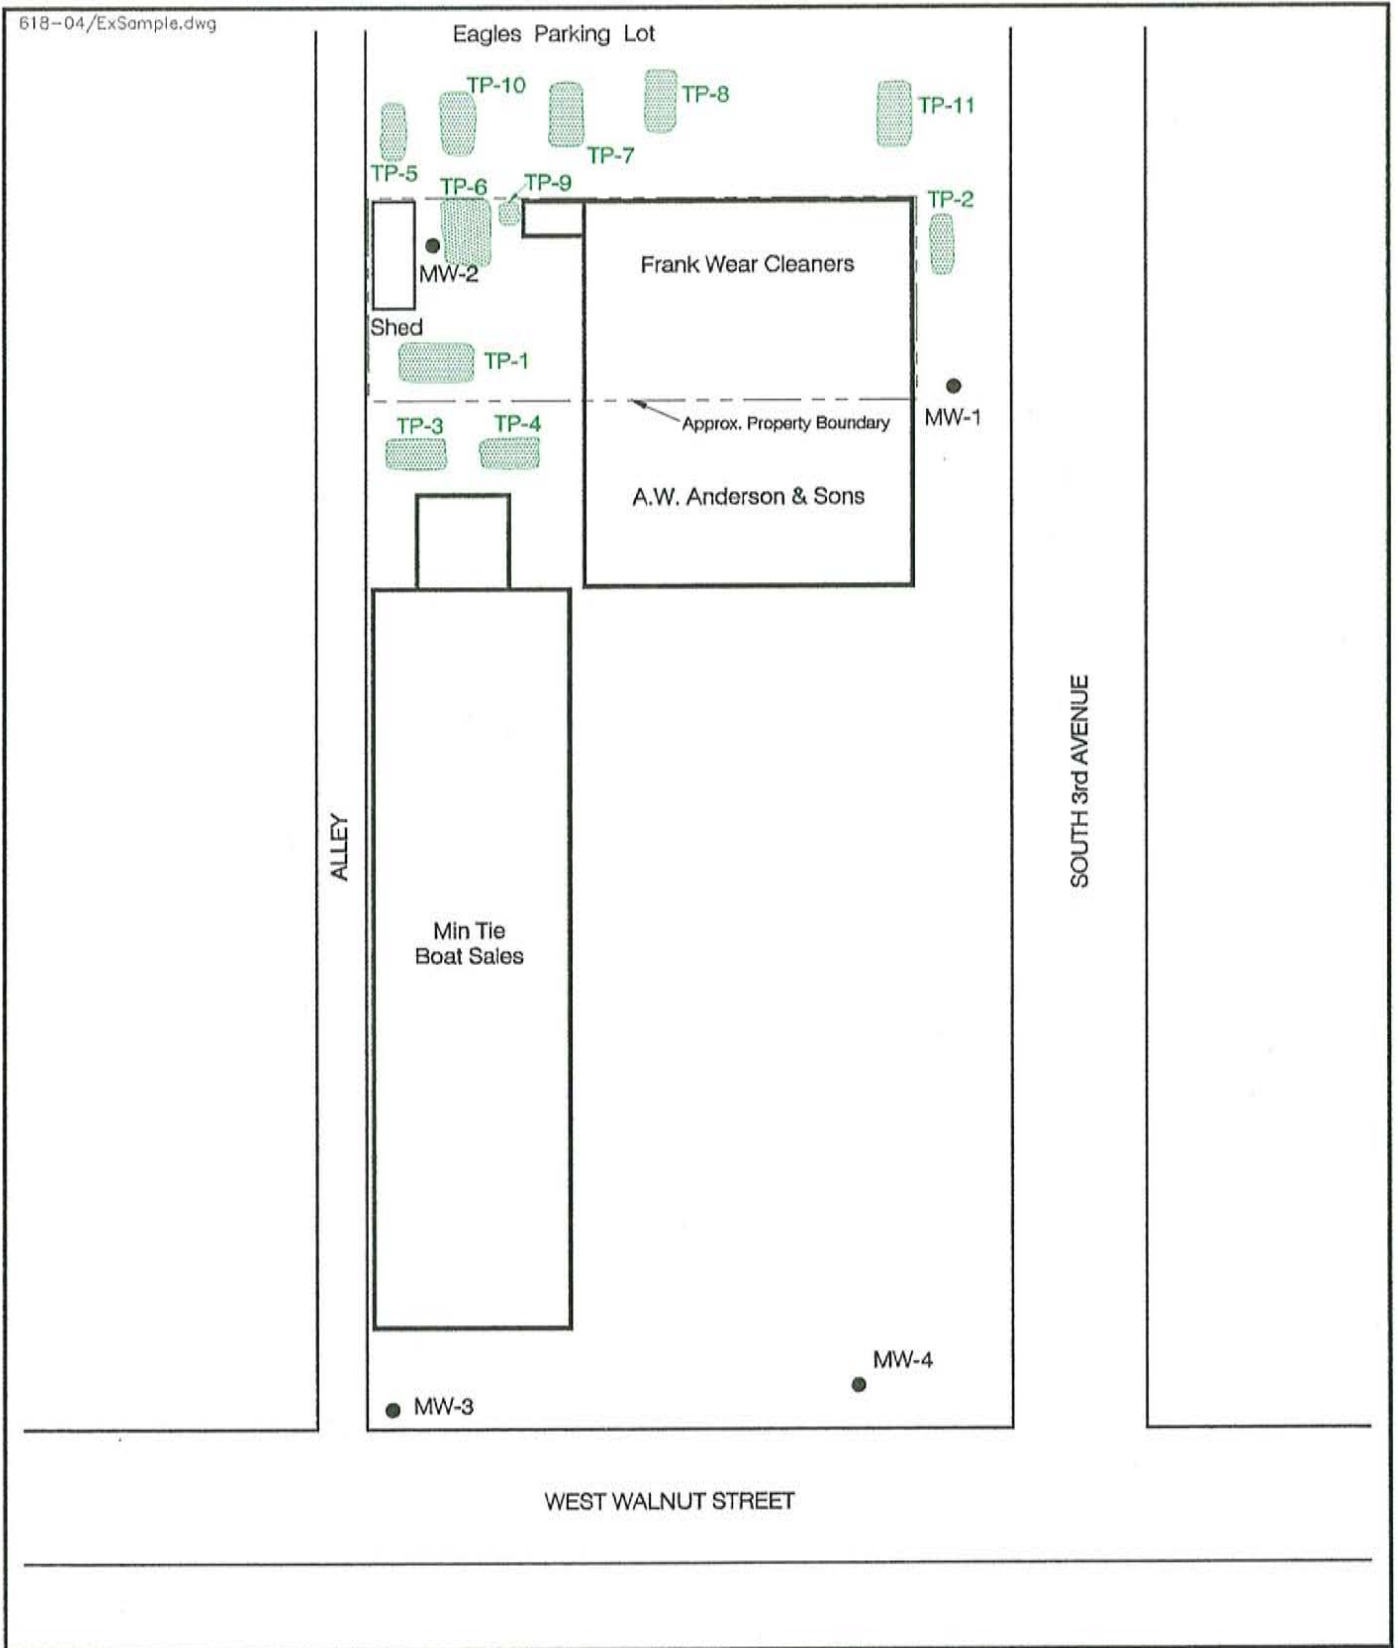 618-04/ExSample.dwg
Eagles Parking Lot
TP-10
TP-8
TP-11
TP-7
TP-5
TP-6
TP-9
TP-2
Frank Wear Cleaners
MW-2
Shed
TP-1
MW-1
Approx. Property Boundary
TP-3
TP-4
A.W. Anderson & Sons
SOUTH 3rd AVENUE
ALLEY
Min Tie
Boat Sales
MW-4
MW-3
WEST WALNUT STREET